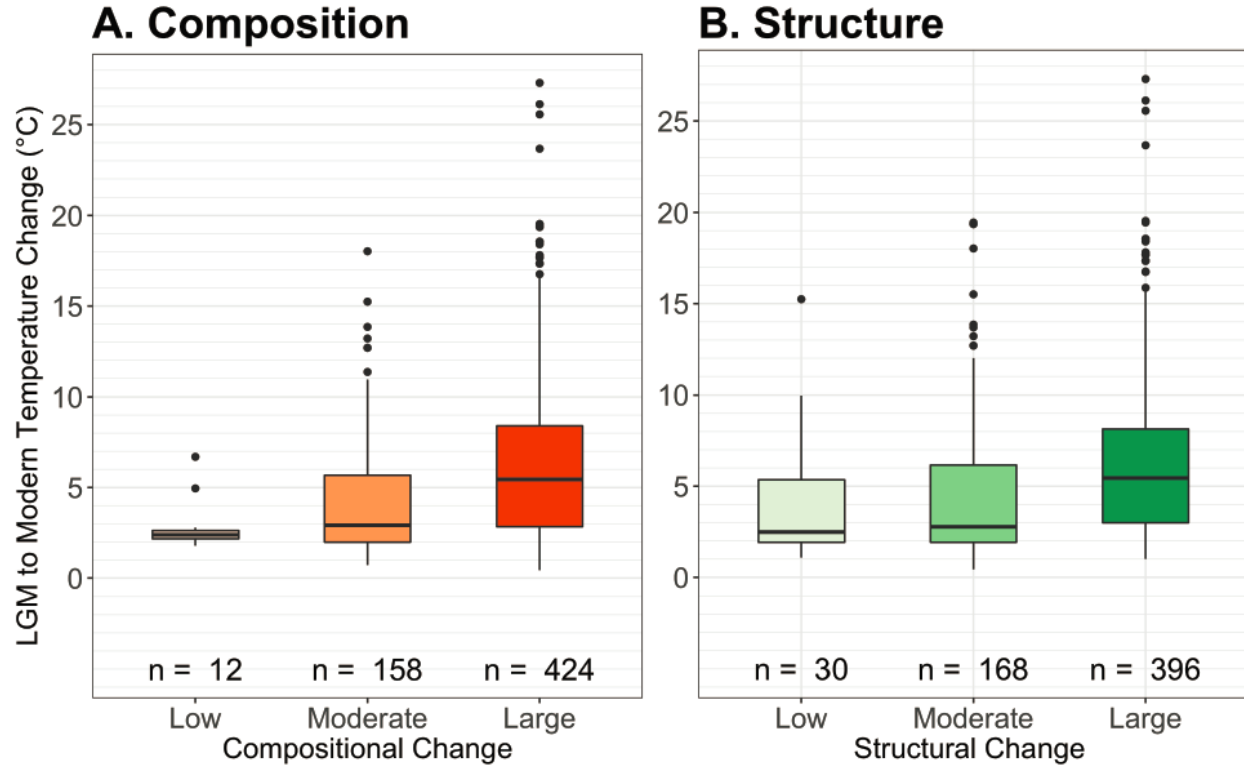 A. Composition
B. Structure
LGM to Modern Temperature Change (°C)
25
20
15
10
5
0
n = 12
n = 158
n = 424
Low
Moderate
Large
Compositional Change
25
20
15
10
5
0
n = 30
n = 168
n = 396
Low
Moderate
Large
Structural Change